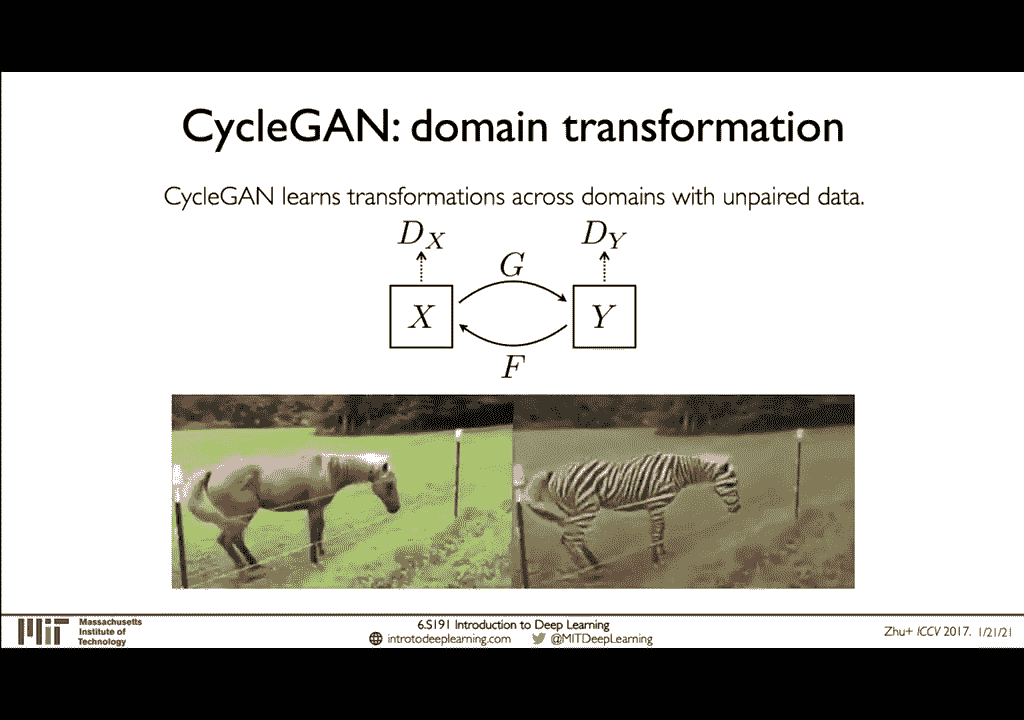 CycleGAN: domain transformation
CycleGAN learns transformations across domains with unpaired data.
D_X D_Y
G
X Y
F
Massachusetts
Institute of
Technology
6.S191 Introduction to Deep Learning
introtodeeplearning.com @MITDeepLearning
Zhu+ ICCV 2017. 1/21/21